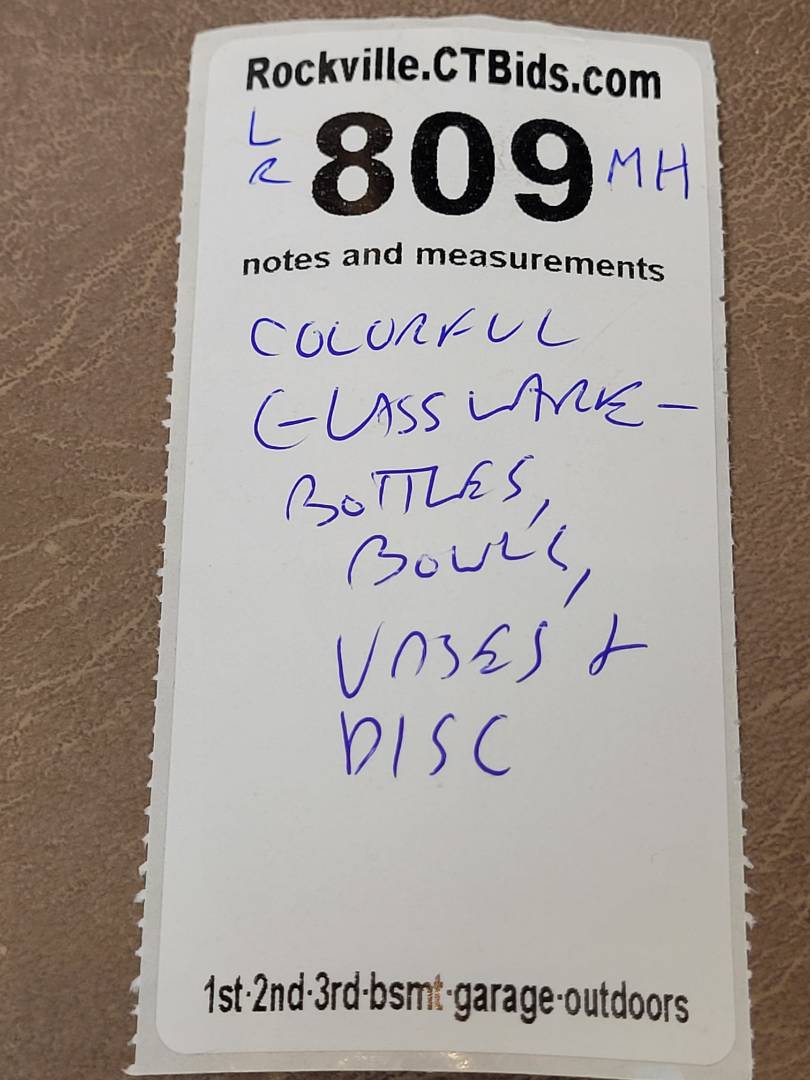 Rockville.CTBids.com
L
R 809 MH
notes and measurements
COLORFUL
GLASSWARE-
BOTTLES,
BOWLS,
VASES &
DISC
1st·2nd·3rd·bsmt·garage·outdoors